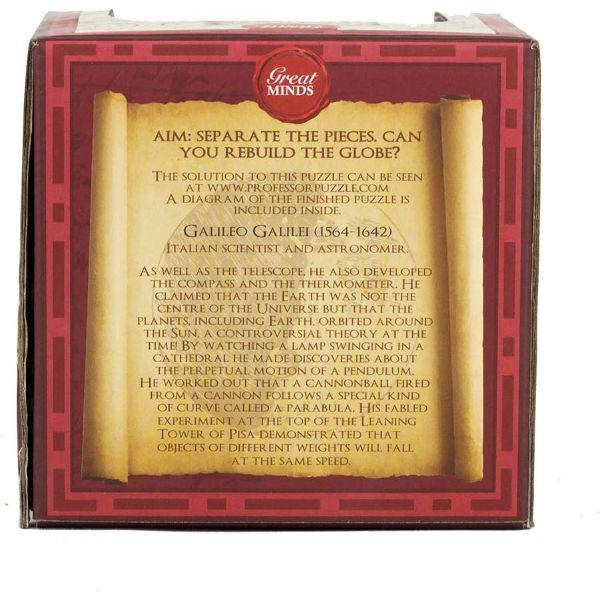 Great
MINDS
AIM: SEPARATE THE PIECES. CAN
YOU REBUILD THE GLOBE?
THE SOLUTION TO THIS PUZZLE CAN BE SEEN
AT WWW.PROFESSORPUZZLE.COM
A DIAGRAM OF THE FINISHED PUZZLE IS
INCLUDED INSIDE.
GALILEO GALILEI (1564-1642)
ITALIAN SCIENTIST AND ASTRONOMER.
AS WELL AS THE TELESCOPE, HE ALSO DEVELOPED
THE COMPASS AND THE THERMOMETER. HE
CLAIMED THAT THE EARTH WAS NOT THE
CENTRE OF THE UNIVERSE BUT THAT THE
PLANETS, INCLUDING EARTH, ORBITED AROUND
THE SUN, A CONTROVERSIAL THEORY AT THE
TIME! BY WATCHING A LAMP SWINGING IN A
CATHEDRAL HE MADE DISCOVERIES ABOUT
THE PERPETUAL MOTION OF A PENDULUM.
HE WORKED OUT THAT A CANNONBALL FIRED
FROM A CANNON FOLLOWS A SPECIAL KIND
OF CURVE CALLED A PARABULA. HIS FABLED
EXPERIMENT AT THE TOP OF THE LEANING
TOWER OF PISA DEMONSTRATED THAT
OBJECTS OF DIFFERENT WEIGHTS WILL FALL
AT THE SAME SPEED.